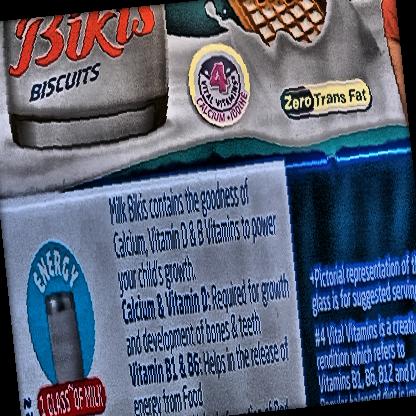 Bikis
BISCUITS
4
VITAL VITAMINS
CALCIUM + IODINE
Zero Trans Fat
Milk Bikis contains the goodness of
Calcium, Vitamin D & B Vitamins to power
your child's growth.
Calcium & Vitamin D: Required for growth
and development of bones & teeth
Vitamin B1 & B6: Helps in the release of
energy from Food
ENERGY
1 GLASS OF MILK
Pictorial representation of
glass is for suggested serving
#4 Vital Vitamins is a creative
rendition which refers to
Vitamins B1, B6, B12 and D